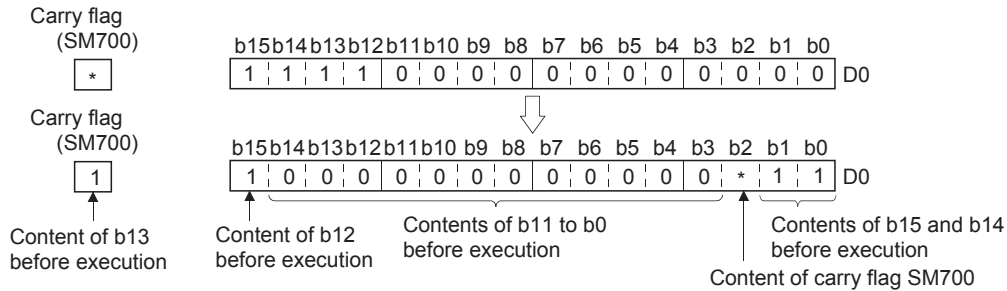 Carry flag
(SM700)
b15 b14 b13 b12 b11 b10 b9 b8 b7 b6 b5 b4 b3 b2 b1 b0
* 1 1 1 1 0 0 0 0 0 0 0 0 0 0 0 0 D0
Carry flag
(SM700)
b15 b14 b13 b12 b11 b10 b9 b8 b7 b6 b5 b4 b3 b2 b1 b0
1 1 0 0 0 0 0 0 0 0 0 0 0 0 * 1 1 D0
Content of b13
before execution
Content of b12
before execution
Contents of b11 to b0
before execution
Contents of b15 and b14
before execution
Content of carry flag SM700